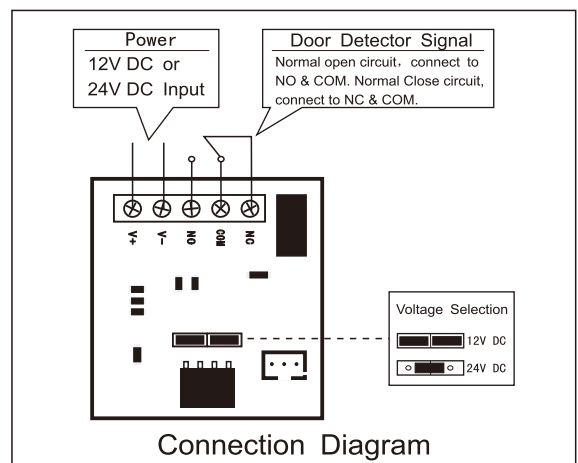 Power
12V DC or
24V DC Input
Door Detector Signal
Normal open circuit, connect to
NO & COM. Normal Close circuit,
connect to NC & COM.
V+
V-
NO
COM
NC
Voltage Selection
12V DC
24V DC
Connection Diagram